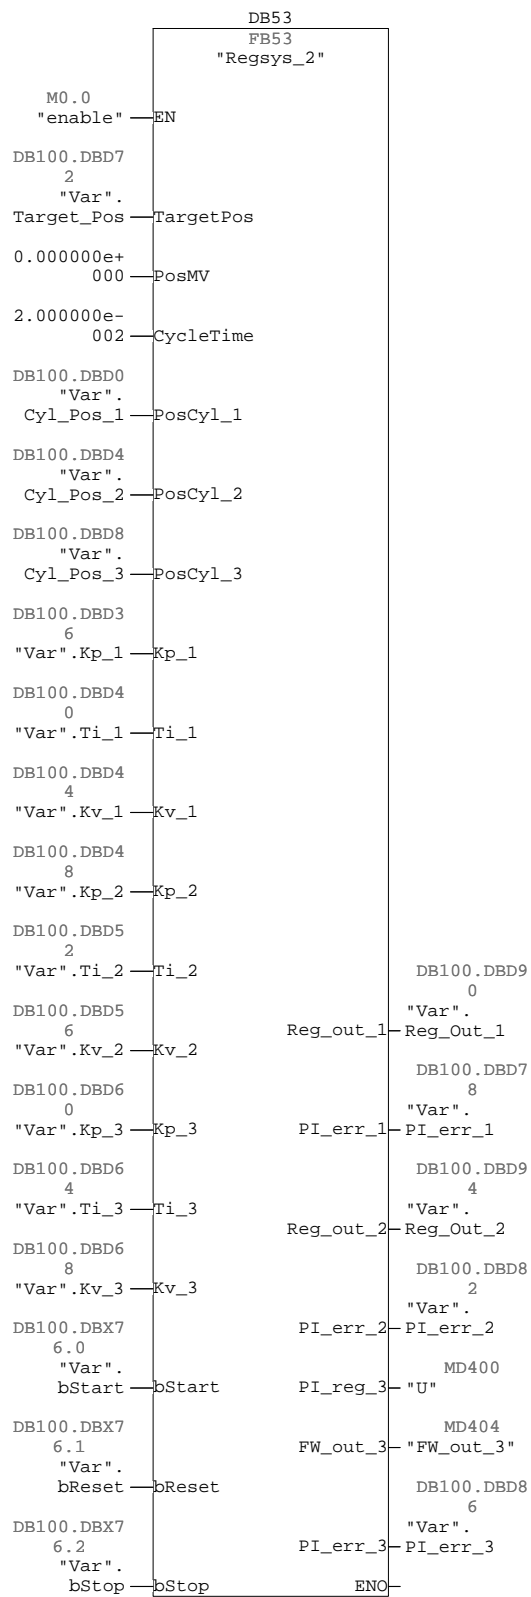 DB53
FB53
"Regsys_2"
M0.0
"enable"
EN
DB100.DBD7
2
"Var".
Target_Pos
TargetPos
0.000000e+
000
PosMV
2.000000e-
002
CycleTime
DB100.DBD0
"Var".
Cyl_Pos_1
PosCyl_1
DB100.DBD4
"Var".
Cyl_Pos_2
PosCyl_2
DB100.DBD8
"Var".
Cyl_Pos_3
PosCyl_3
DB100.DBD3
6
"Var".Kp_1
Kp_1
DB100.DBD4
0
"Var".Ti_1
Ti_1
DB100.DBD4
4
"Var".Kv_1
Kv_1
DB100.DBD4
8
"Var".Kp_2
Kp_2
DB100.DBD5
2
"Var".Ti_2
Ti_2
DB100.DBD5
6
"Var".Kv_2
Kv_2
DB100.DBD6
0
"Var".Kp_3
Kp_3
DB100.DBD6
4
"Var".Ti_3
Ti_3
DB100.DBD6
8
"Var".Kv_3
Kv_3
DB100.DBX7
6.0
"Var".
bStart
bStart
DB100.DBX7
6.1
"Var".
bReset
bReset
DB100.DBX7
6.2
"Var".
bStop
bStop
DB100.DBD9
0
"Var".
Reg_out_1
Reg_Out_1
DB100.DBD7
8
"Var".
PI_err_1
PI_err_1
DB100.DBD9
4
"Var".
Reg_out_2
Reg_Out_2
DB100.DBD8
2
"Var".
PI_err_2
PI_err_2
MD400
PI_reg_3
"U"
MD404
FW_out_3
"FW_out_3"
DB100.DBD8
6
"Var".
PI_err_3
PI_err_3
ENO